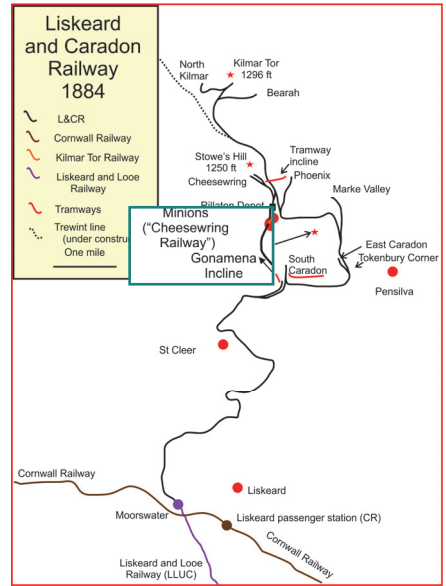 Liskeard
and Caradon
Railway
1884
L&CR
Cornwall Railway
Kilmar Tor Railway
Liskeard and Looe
Railway
Tramways
Trewint line
(under constru
One mile
North
Kilmar
Kilmar Tor
1296 ft
Bearah
Stowe's Hill
1250 ft
Cheesewring
Tramway
incline
Phoenix
Marke Valley
Rillaton Depot
Minions
("Cheesewring
Railway")
Gonamena
Incline
South
Caradon
East Caradon
Tokenbury Corner
Pensilva
St Cleer
Cornwall Railway
Liskeard
Moorswater
Liskeard passenger station (CR)
Cornwall Railway
Liskeard and Looe
Railway (LLUC)